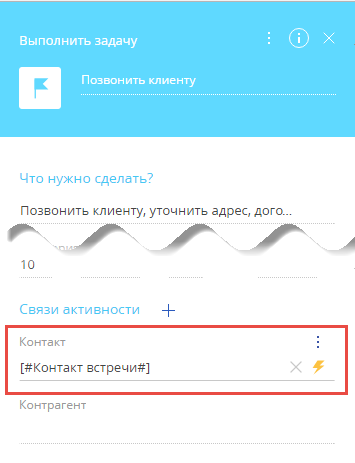 Выполнить задачу
Позвонить клиенту
Что нужно сделать?
Позвонить клиенту, уточнить адрес, дого...
10
Связи активности
Контакт
[#Контакт встречи#]
Контрагент